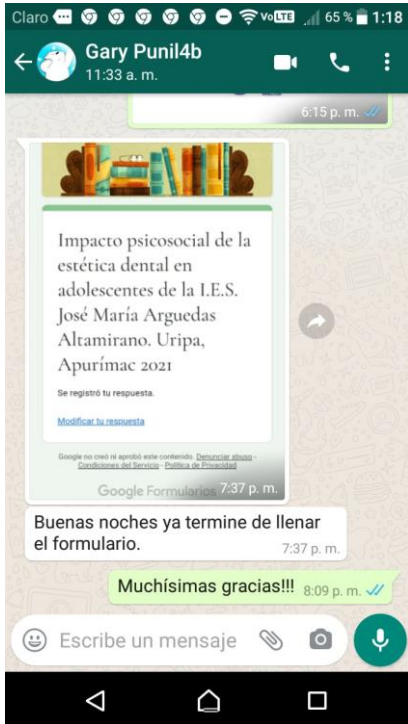 Claro VoLTE 65 % 1:18
Gary Punil4b
11:33 a. m.
6:15 p. m.
Impacto psicosocial de la
estética dental en
adolescentes de la I.E.S.
José María Arguedas
Altamirano. Uripa,
Apurímac 2021
Se registró tu respuesta.
Modificar tu respuesta
Google no creó ni aprobó este contenido. Denunciar abuso -
Condiciones del Servicio - Política de Privacidad
Google Formularios 7:37 p. m.
Buenas noches ya termine de llenar
el formulario.
7:37 p. m.
Muchísimas gracias!!! 8:09 p. m.
Escribe un mensaje